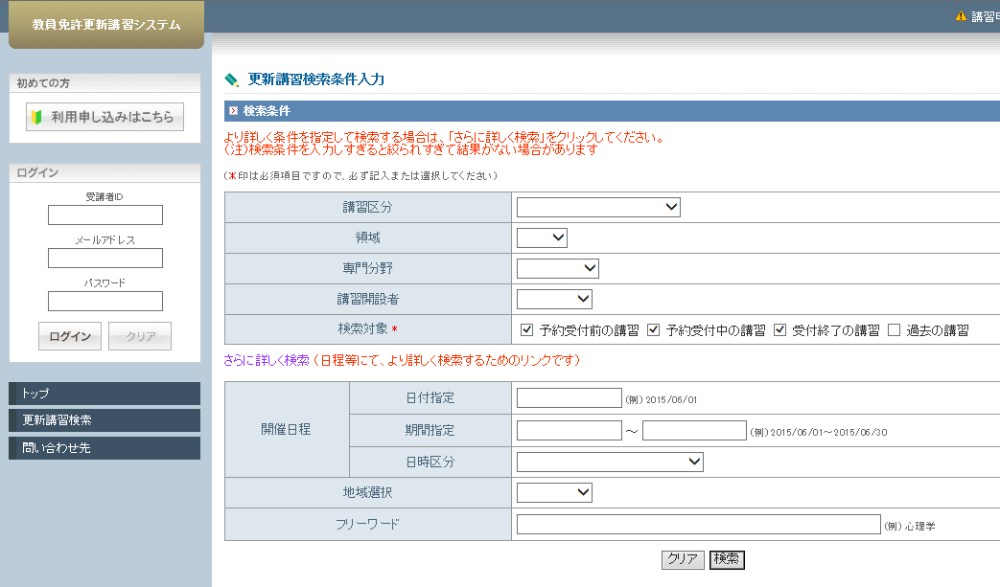 教員免許更新講習システム
初めての方
利用申し込みはこちら
ログイン
受講者ID
メールアドレス
パスワード
ログイン
クリア
トップ
更新講習検索
問い合わせ先
講習
更新講習検索条件入力
検索条件
より詳しく条件を指定して検索する場合は、「さらに詳しく検索」をクリックしてください。
(注)検索条件を入力しすぎると絞られすぎて結果がない場合があります
(*印は必須項目ですので、必ず記入または選択してください)
講習区分
領域
専門分野
講習開設者
検索対象 *
予約受付前の講習 予約受付中の講習 受付終了の講習 過去の講習
さらに詳しく検索 (日程等にて、より詳しく検索するためのリンクです)
開催日程
日付指定
(例) 2015/06/01
期間指定
～
(例) 2015/06/01～2015/06/30
日時区分
地域選択
フリーワード
(例) 心理学
クリア 検索